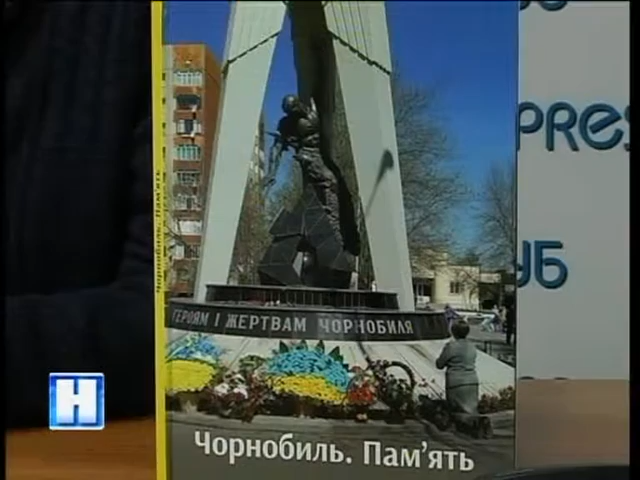 Чорнобиль. Пам'ять
PRES
УБ
ГЕРОЯМ І ЖЕРТВАМ ЧОРНОБИЛЯ
Н
Чорнобиль. Пам'ять